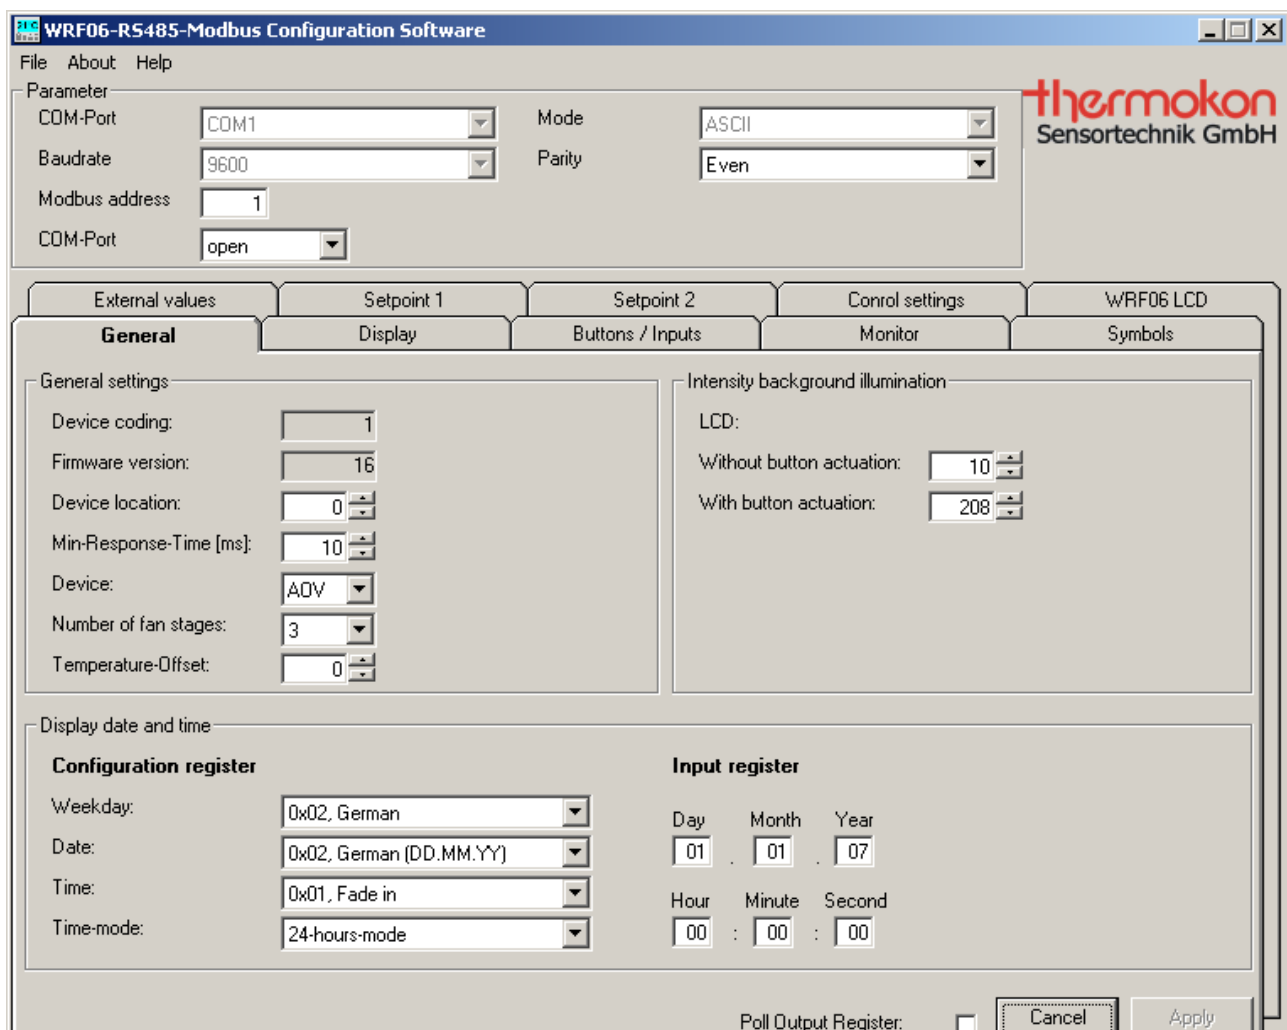 WRF06-RS485-Modbus Configuration Software
File About Help
Parameter
thermokon
Sensortechnik GmbH
COM-Port COM1 Mode ASCII
Baudrate 9600 Parity Even
Modbus address 1
COM-Port open
External values Setpoint 1 Setpoint 2 Conrol settings WRF06 LCD
General Display Buttons / Inputs Monitor Symbols
General settings
Device coding: 1
Firmware version: 16
Device location: 0
Min-Response-Time [ms]: 10
Device: AOV
Number of fan stages: 3
Temperature-Offset: 0
Intensity background illumination
LCD:
Without button actuation: 10
With button actuation: 208
Display date and time
Configuration register
Weekday: 0x02, German
Date: 0x02, German (DD.MM.YY)
Time: 0x01, Fade in
Time-mode: 24-hours-mode
Input register
Day Month Year
01 . 01 . 07
Hour Minute Second
00 : 00 : 00
Poll Output Register: Cancel Apply